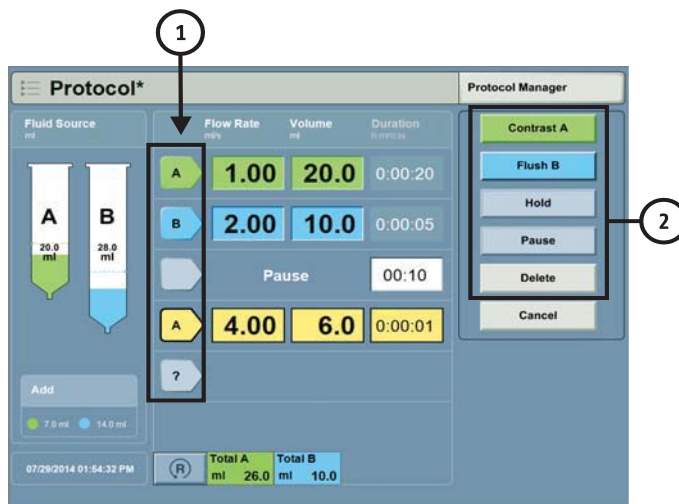 1
Protocol*
Protocol Manager
Fluid Source
ml
Flow Rate
ml/s
Volume
ml
Duration
h:mm:ss
A
B
20.0
ml
28.0
ml
A 1.00 20.0 0:00:20
B 2.00 10.0 0:00:05
Pause 00:10
A 4.00 6.0 0:00:01
?
Contrast A
Flush B
Hold
Pause
Delete
Cancel
2
Add
7.0 ml 14.0 ml
07/29/2014 01:54:32 PM
R
Total A
ml 26.0
Total B
ml 10.0